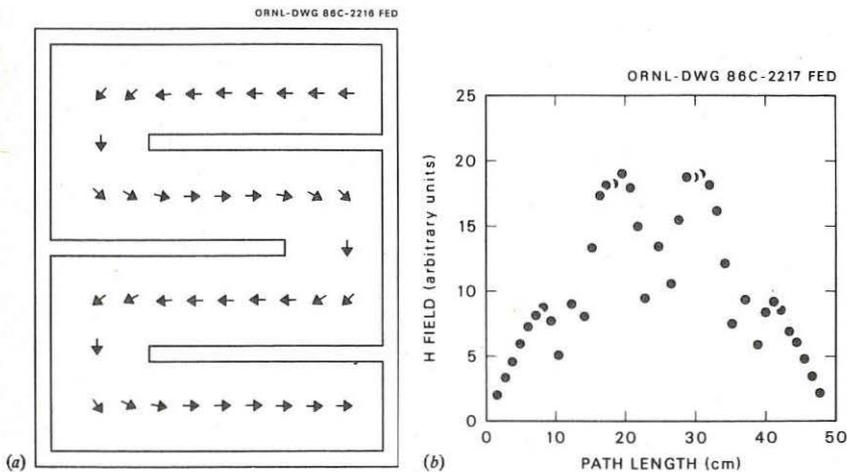 ORNL-DWG 86C-2216 FED
(a)
ORNL-DWG 86C-2217 FED
25
20
15
10
5
0
H FIELD (arbitrary units)
0 10 20 30 40 50
(b) PATH LENGTH (cm)